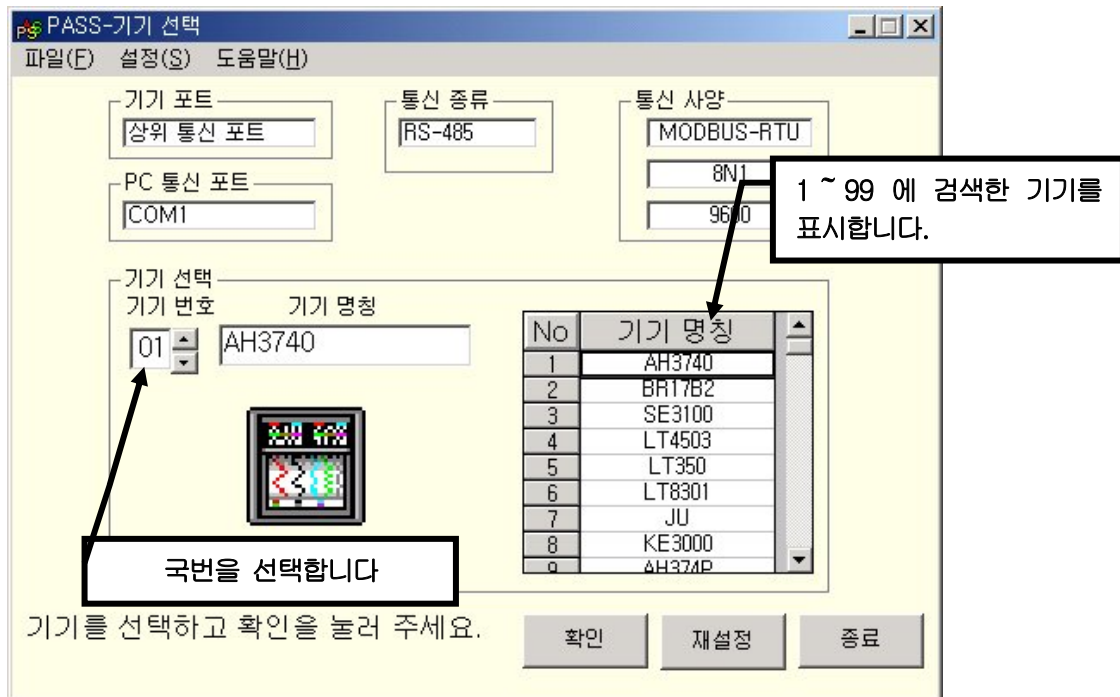 PASS-기기 선택
파일(F) 설정(S) 도움말(H)
기기 포트
상위 통신 포트
통신 종류
RS-485
통신 사양
MODBUS-RTU
8N1
9600
PC 통신 포트
COM1
1 ~ 99 에 검색한 기기를
표시합니다.
기기 선택
기기 번호 기기 명칭
01 AH3740
No 기기 명칭
1 AH3740
2 BR17B2
3 SE3100
4 LT4503
5 LT350
6 LT8301
7 JU
8 KE3000
9 AH374P
국번을 선택합니다
기기를 선택하고 확인을 눌러 주세요.
확인 재설정 종료